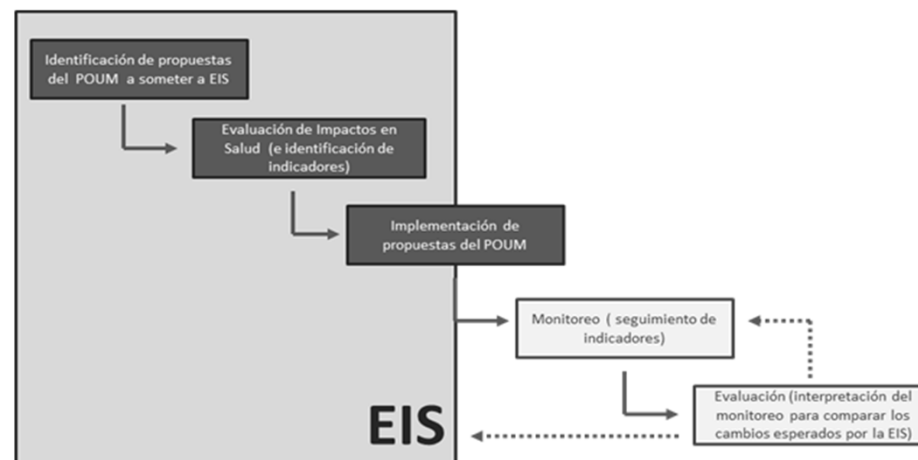 Identificación de propuestas
del POUM a someter a EIS
Evaluación de Impactos en
Salud (e identificación de
indicadores)
Implementación de
propuestas del POUM
Monitoreo ( seguimiento de
indicadores)
Evaluación (interpretación del
monitoreo para comparar los
cambios esperados por la EIS)
EIS